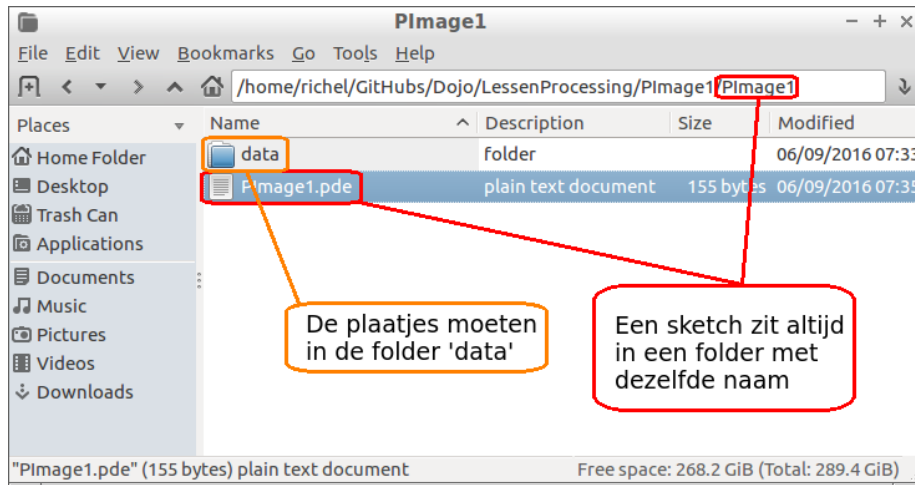 PImage1
File Edit View Bookmarks Go Tools Help
/home/richel/GitHubs/Dojo/LessenProcessing/PImage1/PImage1
Places Name Description Size Modified
Home Folder data folder 06/09/2016 07:33
Desktop PImage1.pde plain text document 155 bytes 06/09/2016 07:35
Trash Can
Applications
Documents
Music
Pictures
Videos
Downloads
De plaatjes moeten
in de folder 'data'
Een sketch zit altijd
in een folder met
dezelfde naam
"PImage1.pde" (155 bytes) plain text document Free space: 268.2 GiB (Total: 289.4 GiB)